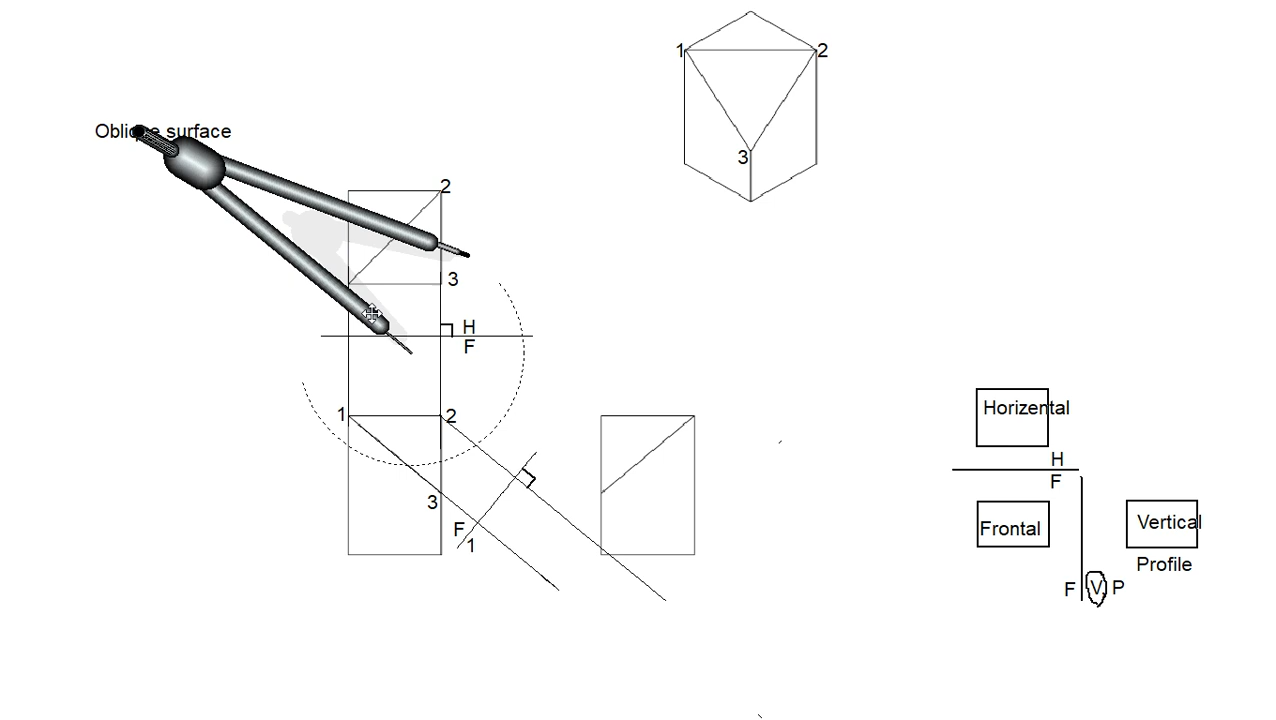 1 2
3
Oblique surface
2
3
H
F
1 2
3
F
1
Horizental
H
F
Frontal
Vertical
Profile
F V P